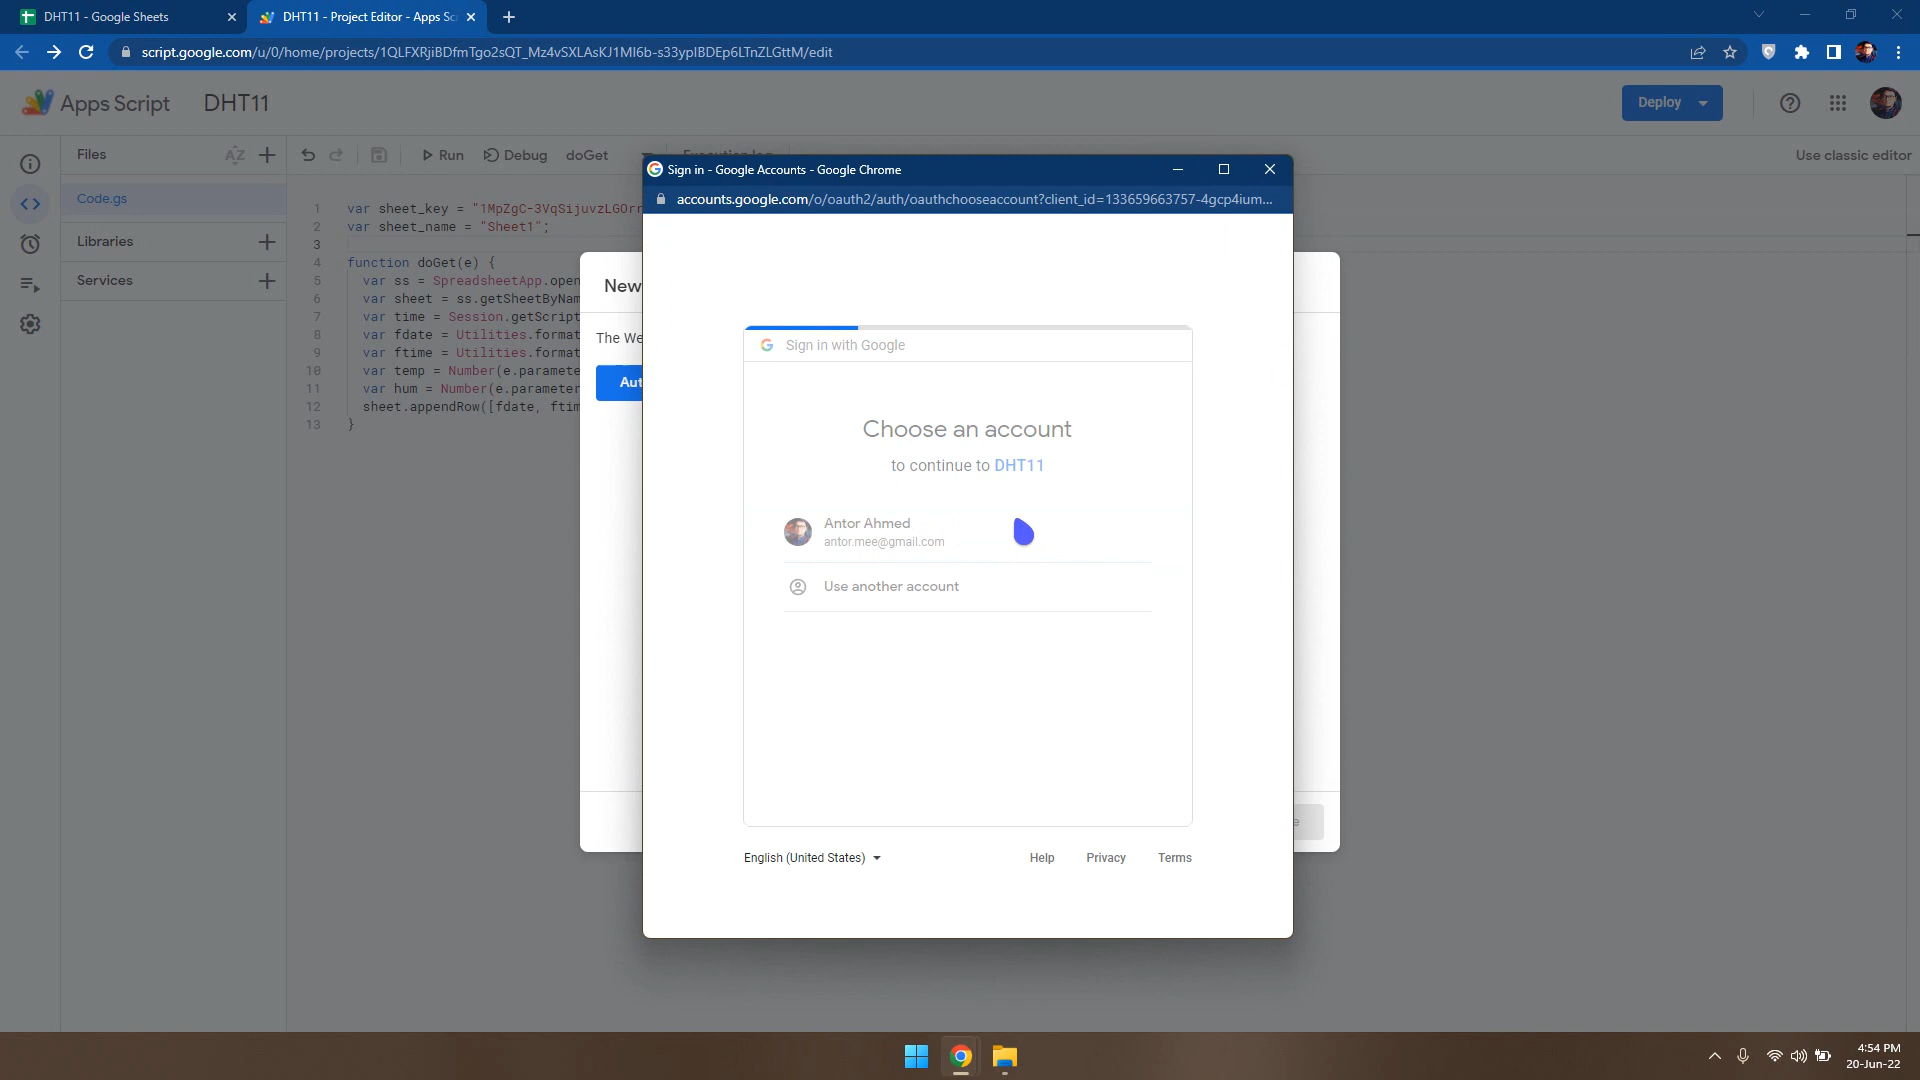 DHT11 - Google Sheets
DHT11 - Project Editor - Apps Sc
script.google.com/u/0/home/projects/1QLFXRjiBDfmTgo2sQT_Mz4vSXLAsKJ1MI6b-s33ypIBDEp6LTnZLGttM/edit
Apps Script
DHT11
Deploy
Files
AZ
Run
Debug
doGet
Use classic editor
Code.gs
Libraries
Services
1 var sheet_key = "1MpZgC-3VqSijuvzLGOrr
2 var sheet_name = "Sheet1";
3
4 function doGet(e) {
5 var ss = SpreadsheetApp.open
6 var sheet = ss.getSheetByNam
7 var time = Session.getScript
8 var fdate = Utilities.format
9 var ftime = Utilities.format
10 var temp = Number(e.paramete
11 var hum = Number(e.parameter
12 sheet.appendRow([fdate, ftim
13 }
New
The We
Aut
Sign in - Google Accounts - Google Chrome
accounts.google.com/o/oauth2/auth/oauthchooseaccount?client_id=133659663757-4gcp4ium...
Sign in with Google
Choose an account
to continue to DHT11
Antor Ahmed
antor.mee@gmail.com
Use another account
English (United States)
Help
Privacy
Terms
4:54 PM
20-Jun-22